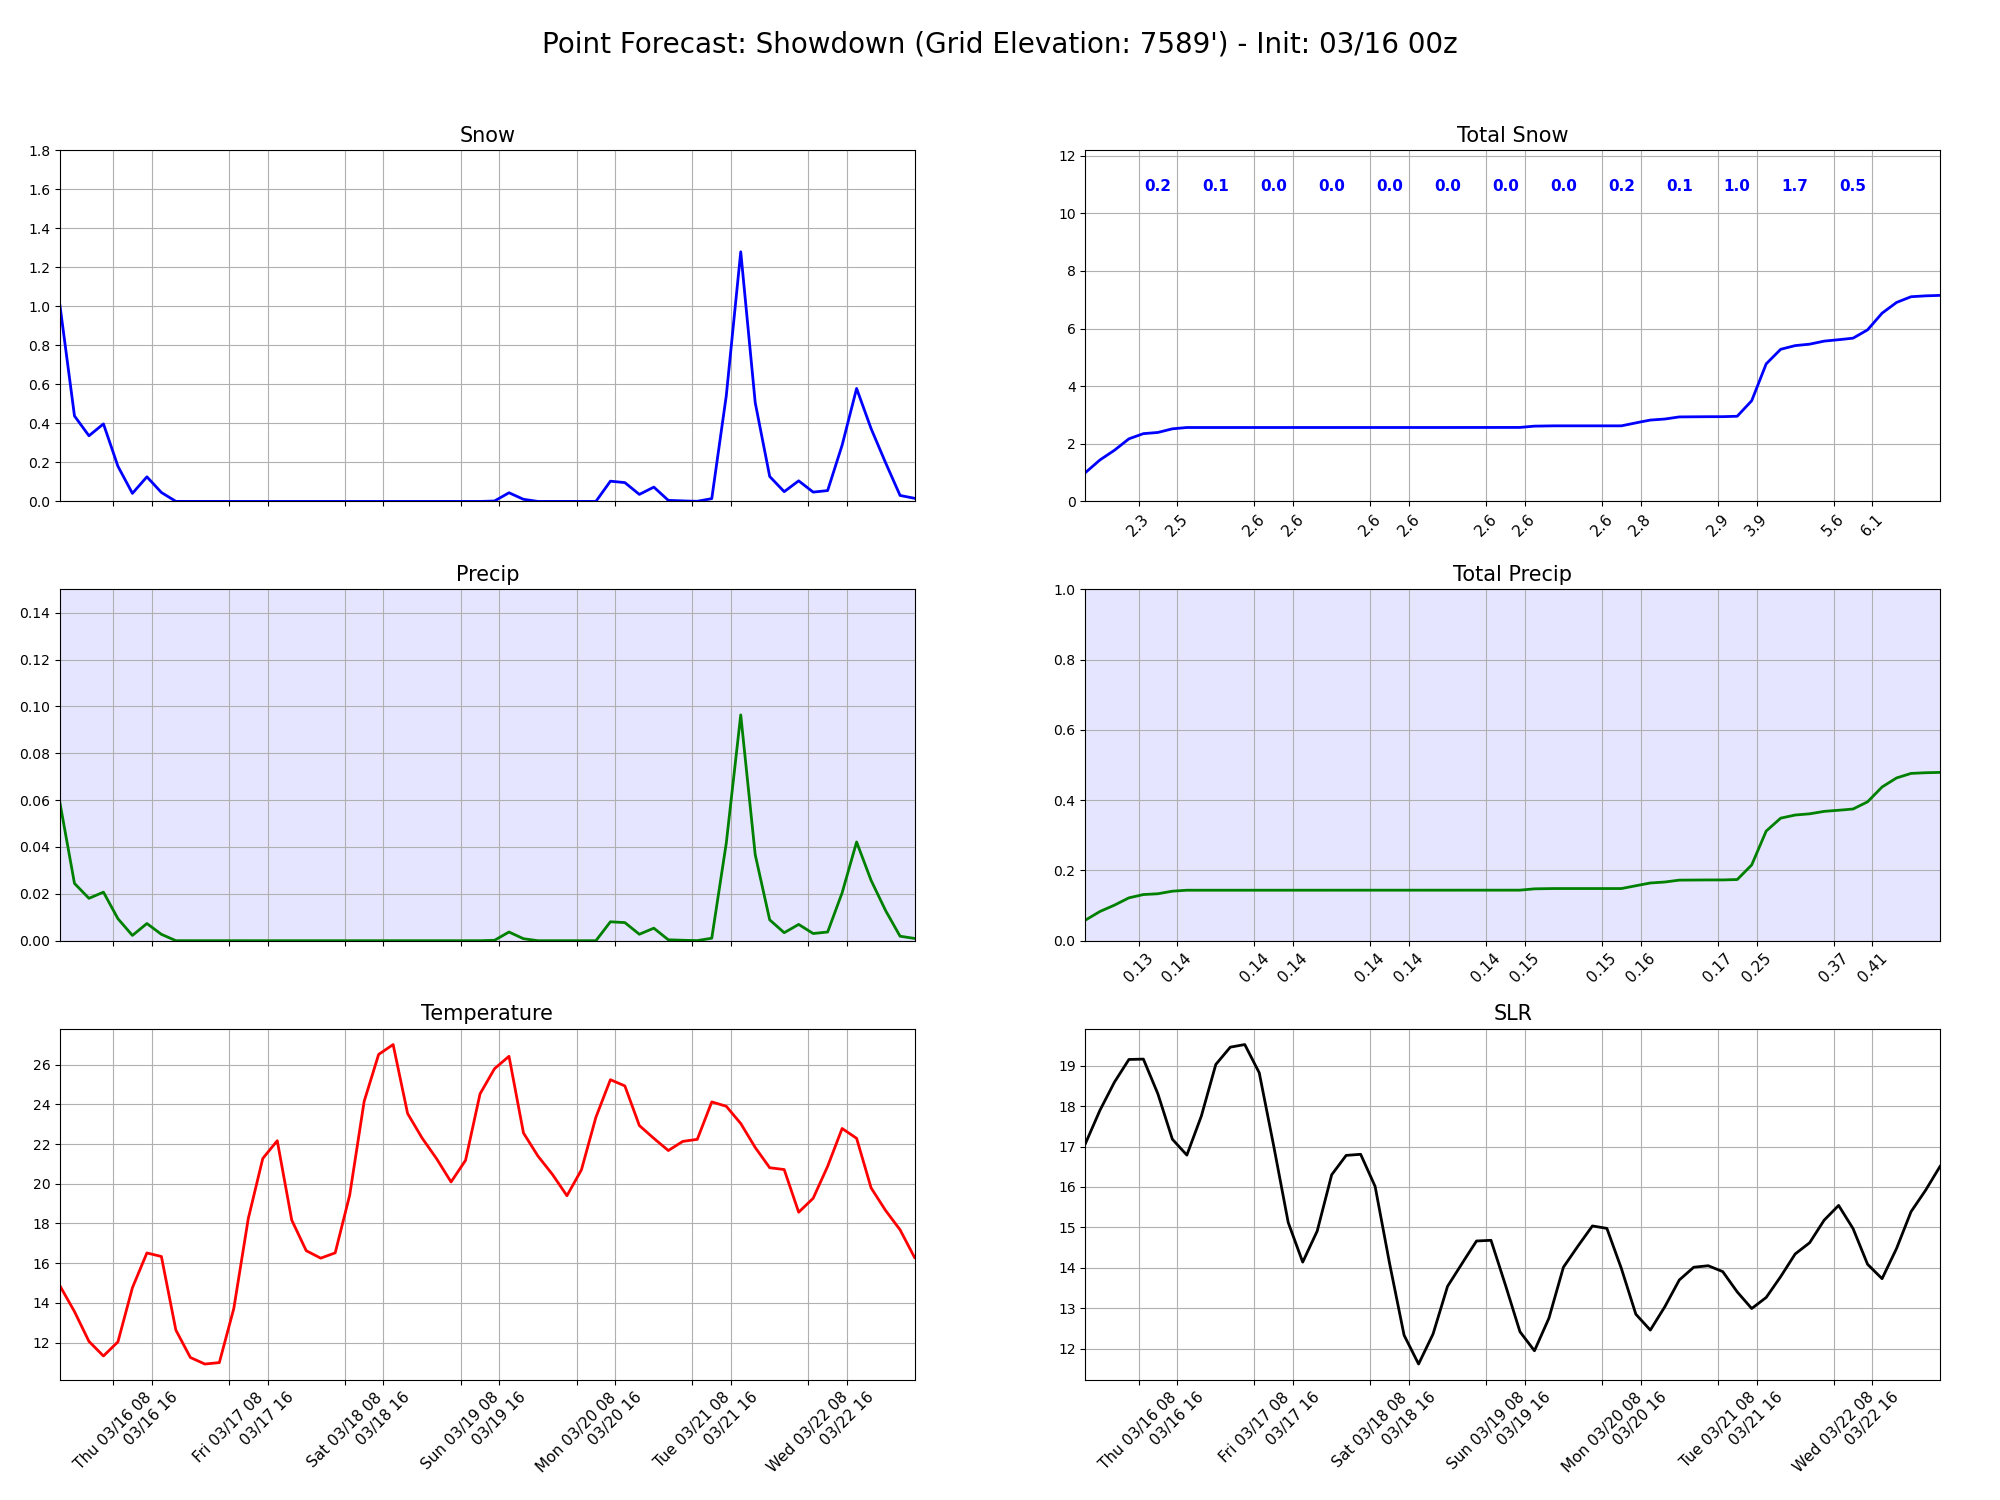 Point Forecast: Showdown (Grid Elevation: 7589') - Init: 03/16 00z
Snow
1.8
1.6
1.4
1.2
1.0
0.8
0.6
0.4
0.2
0.0
Total Snow
12
10
8
6
4
2
0
0.2 0.1 0.0 0.0 0.0 0.0 0.0 0.0 0.2 0.1 1.0 1.7 0.5
2.3 2.5 2.6 2.6 2.6 2.6 2.6 2.6 2.6 2.8 2.9 3.9 5.6 6.1
Precip
0.14
0.12
0.10
0.08
0.06
0.04
0.02
0.00
Total Precip
1.0
0.8
0.6
0.4
0.2
0.0
0.13 0.14 0.14 0.14 0.14 0.14 0.14 0.15 0.15 0.16 0.17 0.25 0.37 0.41
Temperature
26
24
22
20
18
16
14
12
Thu 03/16 08
03/16 16
Fri 03/17 08
03/17 16
Sat 03/18 08
03/18 16
Sun 03/19 08
03/19 16
Mon 03/20 08
03/20 16
Tue 03/21 08
03/21 16
Wed 03/22 08
03/22 16
SLR
19
18
17
16
15
14
13
12
Thu 03/16 08
03/16 16
Fri 03/17 08
03/17 16
Sat 03/18 08
03/18 16
Sun 03/19 08
03/19 16
Mon 03/20 08
03/20 16
Tue 03/21 08
03/21 16
Wed 03/22 08
03/22 16